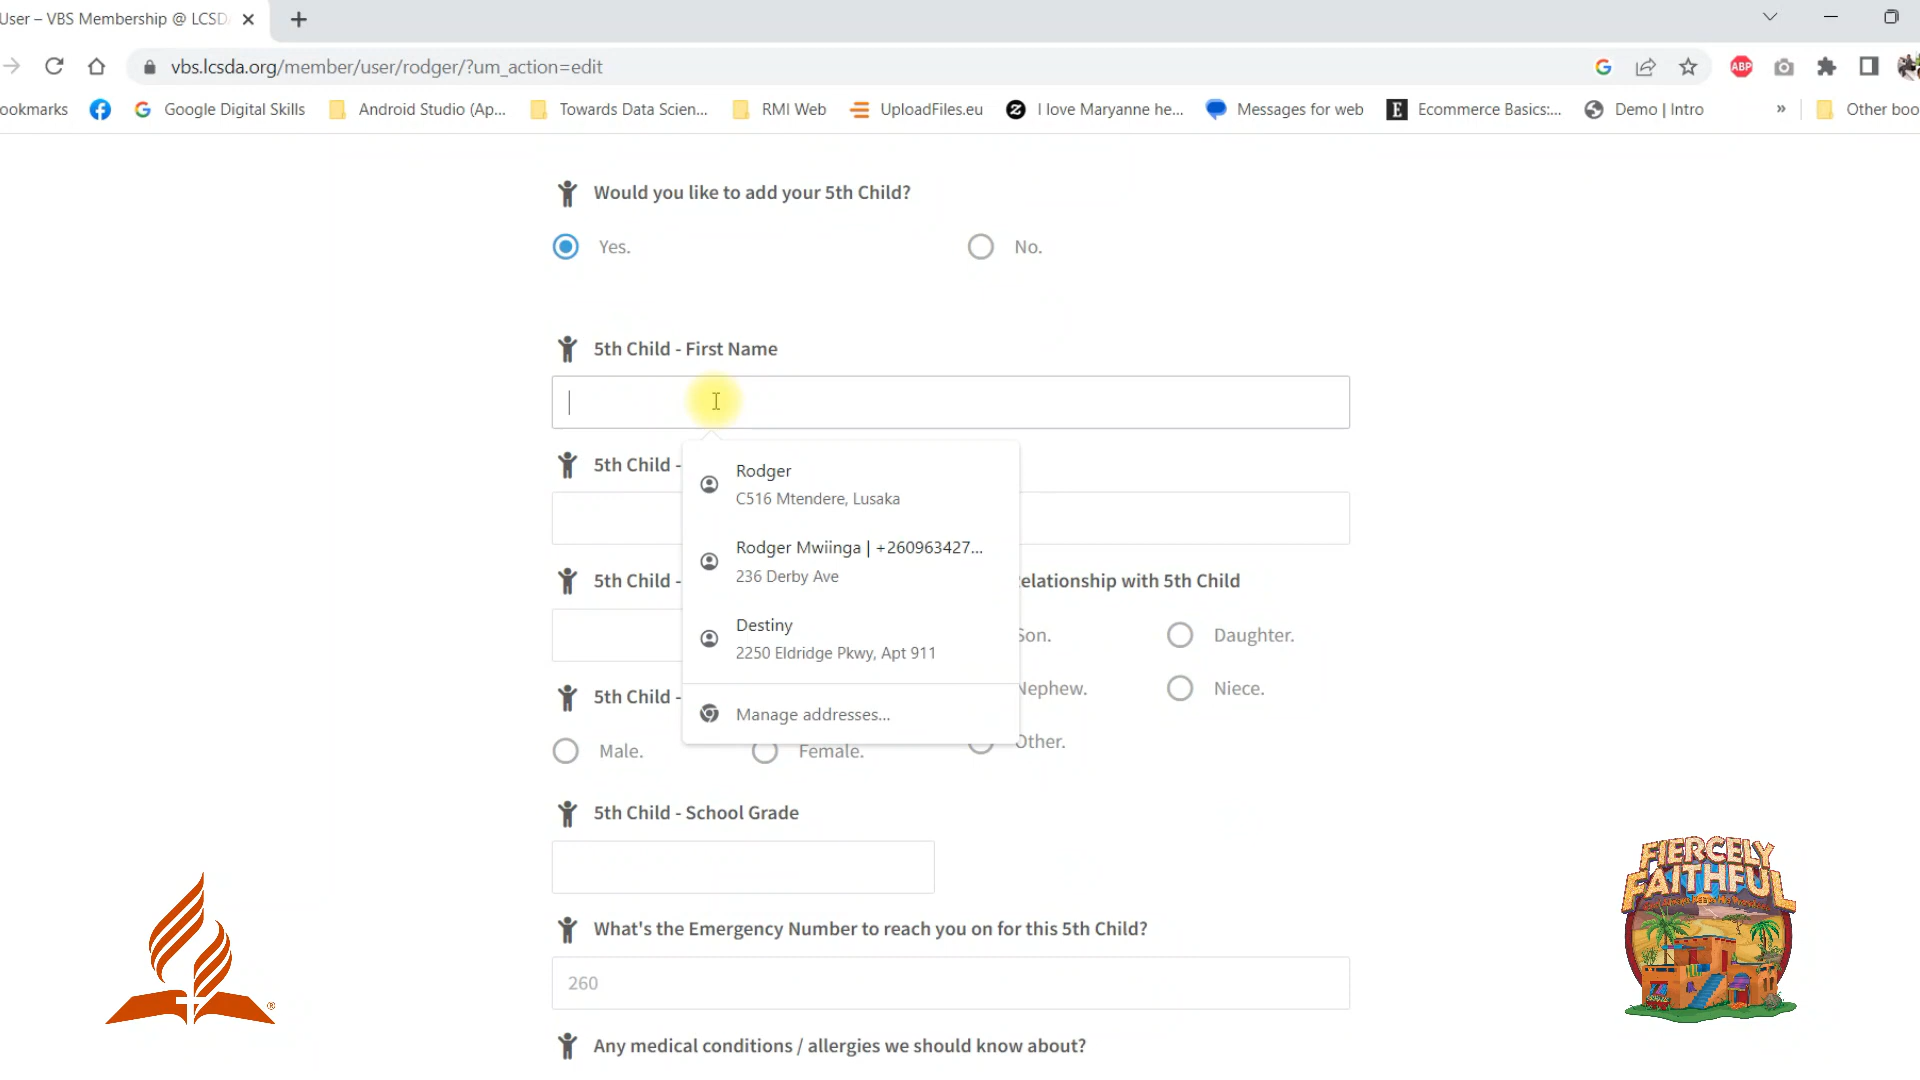 User – VBS Membership @ LCSD
vbs.lcsda.org/member/user/rodger/?um_action=edit
ABP
ookmarks
Google Digital Skills
Android Studio (Ap...
Towards Data Scien...
RMI Web
UploadFiles.eu
I love Maryanne he...
Messages for web
E Ecommerce Basics:...
Demo | Intro
»
Other boo
Would you like to add your 5th Child?
Yes.
No.
5th Child - First Name
Rodger
C516 Mtendere, Lusaka
5th Child -
Rodger Mwiinga | +260963427...
236 Derby Ave
5th Child -
elationship with 5th Child
Destiny
2250 Eldridge Pkwy, Apt 911
Son.
Daughter.
Nephew.
Niece.
5th Child -
Manage addresses...
Other.
Male.
Female.
5th Child - School Grade
FIERCELY
FAITHFUL
What's the Emergency Number to reach you on for this 5th Child?
260
Any medical conditions / allergies we should know about?